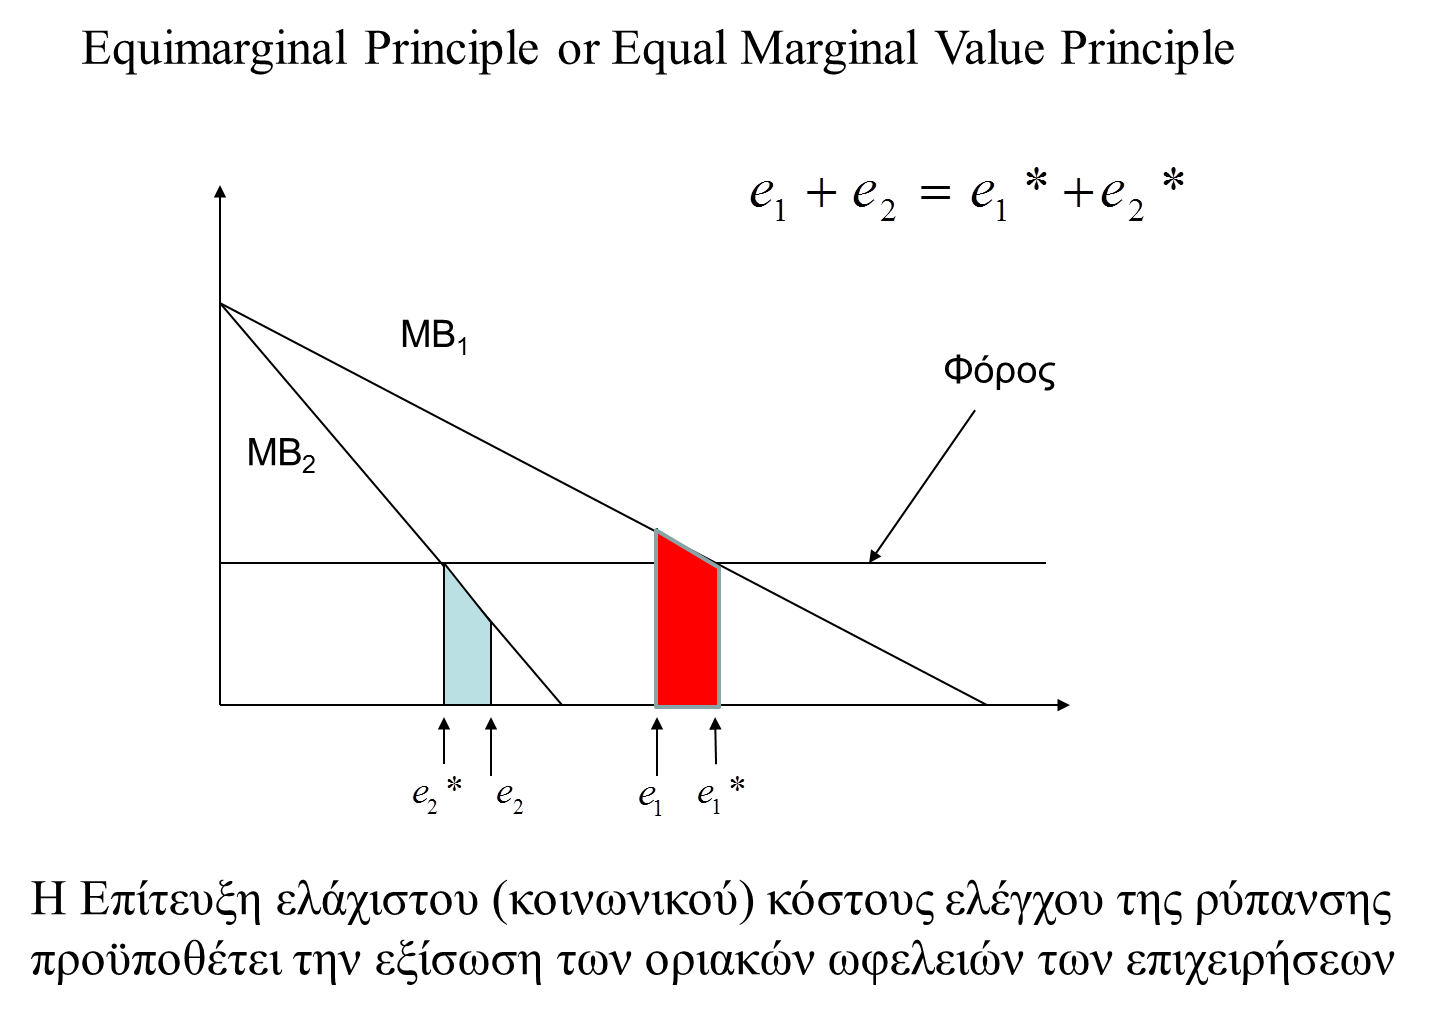 Equimarginal Principle or Equal Marginal Value Principle
e₁ + e₂ = e₁ * + e₂ *
MB₁
Φόρος
MB₂
e₂ * e₂ e₁ e₁ *
Η Επίτευξη ελάχιστου (κοινωνικού) κόστους ελέγχου της ρύπανσης
προϋποθέτει την εξίσωση των οριακών ωφελειών των επιχειρήσεων